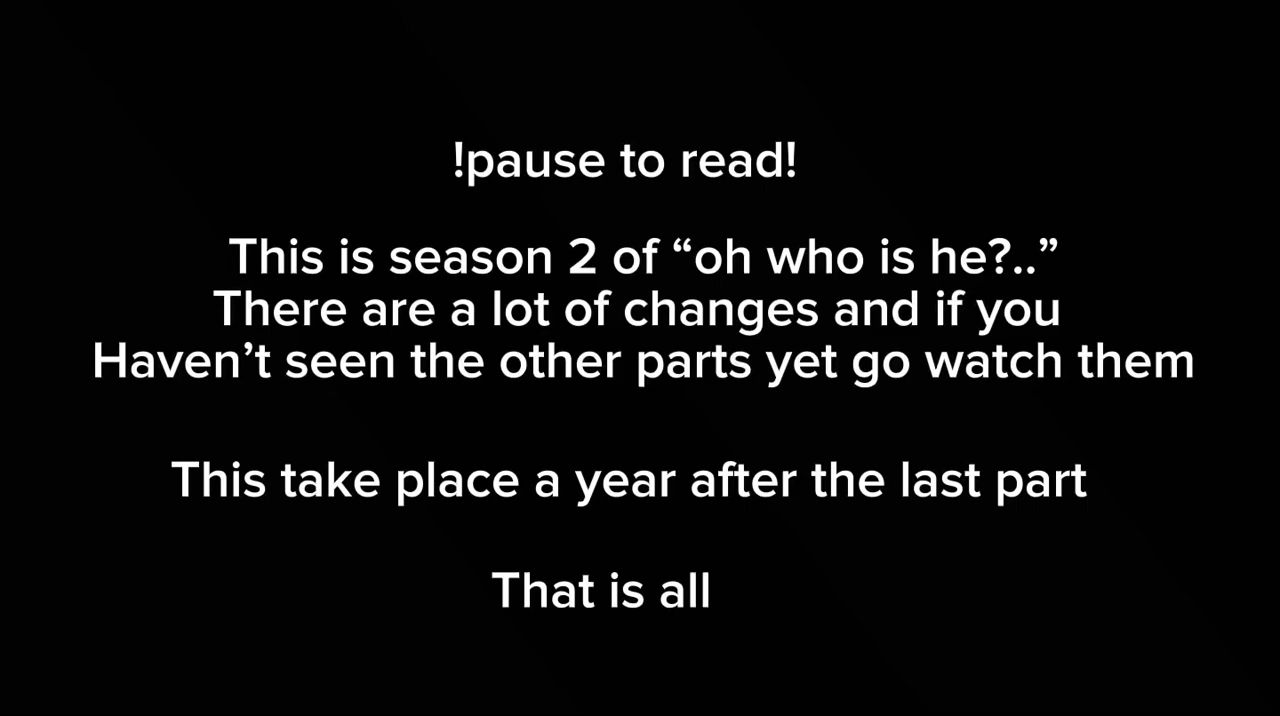 !pause to read!
This is season 2 of “oh who is he?..”
There are a lot of changes and if you
Haven’t seen the other parts yet go watch them
This take place a year after the last part
That is all